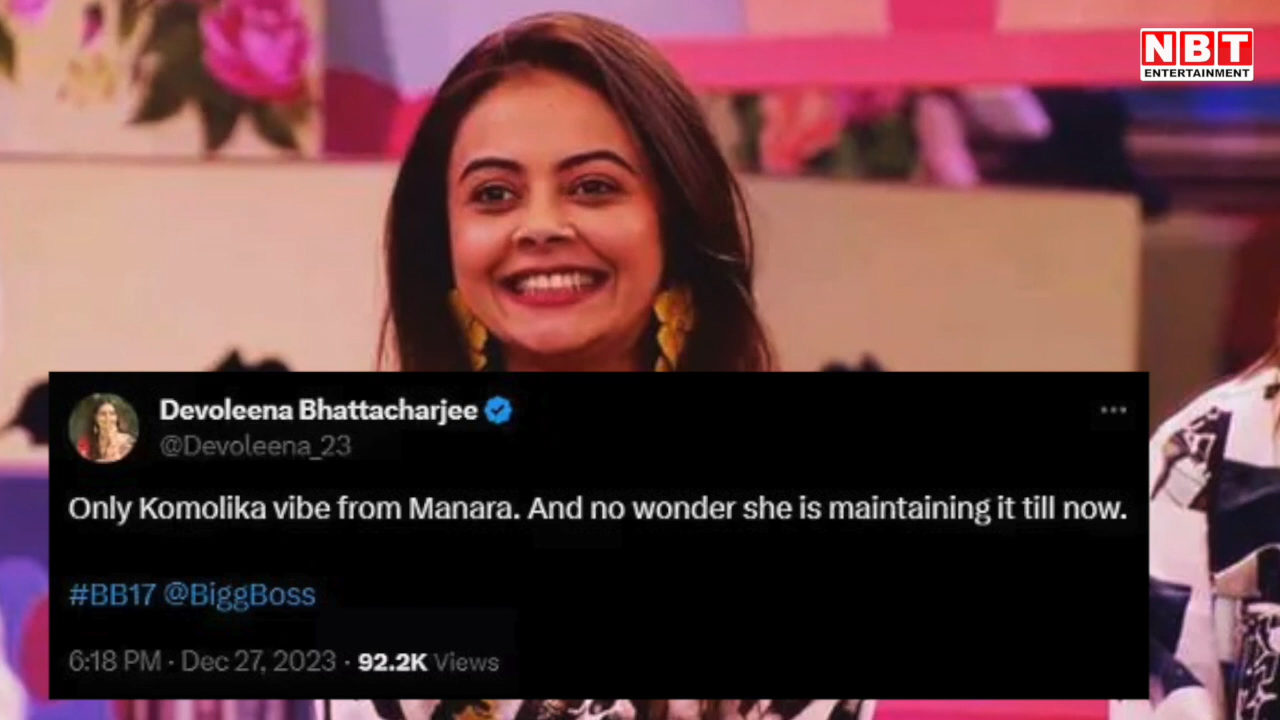 NBT
ENTERTAINMENT
Devoleena Bhattacharjee
@Devoleena_23
Only Komolika vibe from Manara. And no wonder she is maintaining it till now.
#BB17 @BiggBoss
6:18 PM · Dec 27, 2023 · 92.2K Views